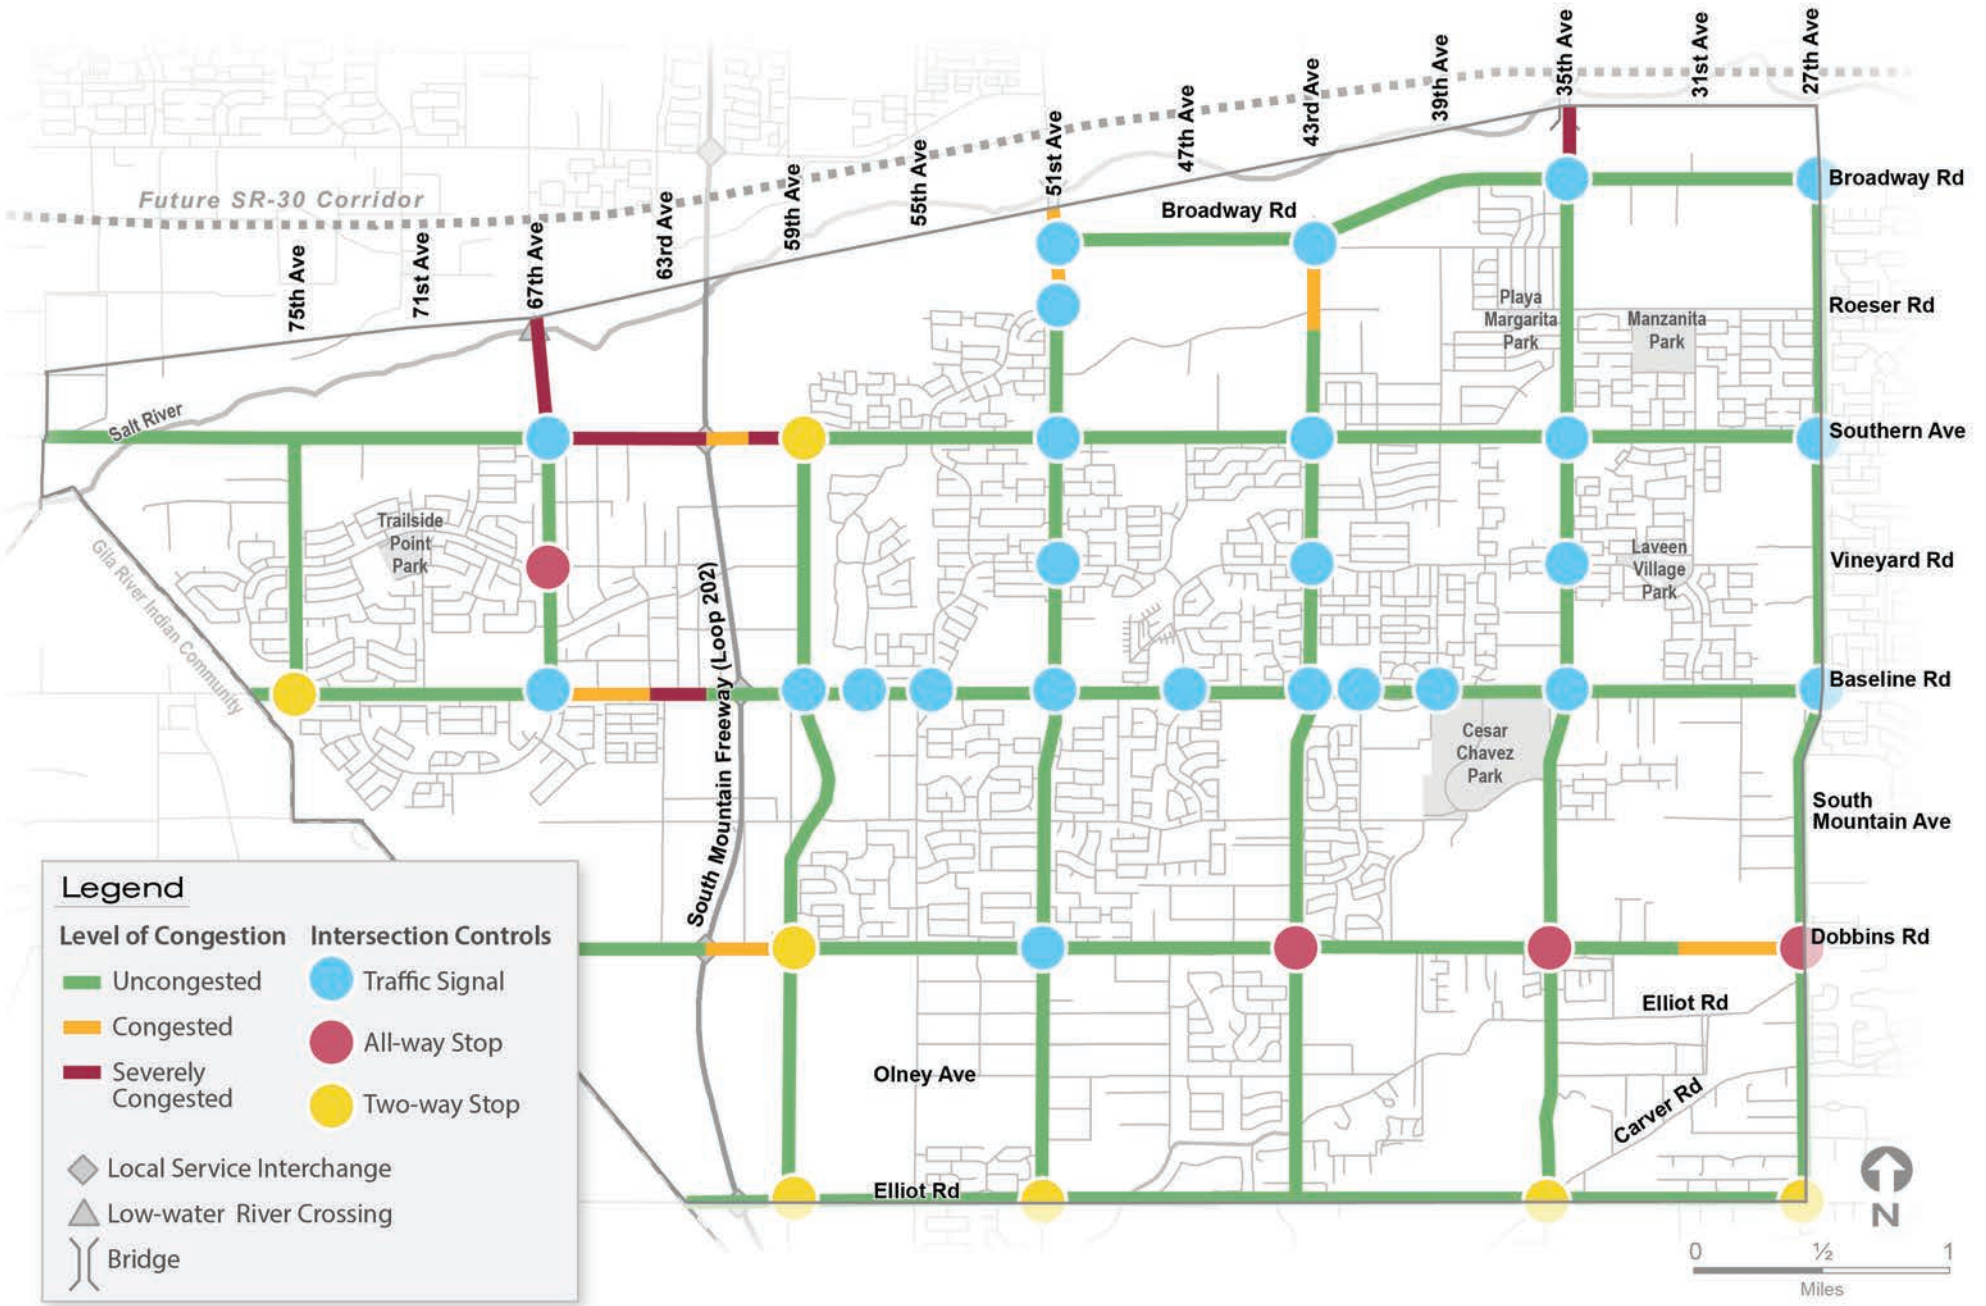 35th Ave
31st Ave
27th Ave
39th Ave
43rd Ave
47th Ave
51st Ave
55th Ave
59th Ave
63rd Ave
67th Ave
71st Ave
75th Ave
Future SR-30 Corridor
Broadway Rd
Broadway Rd
Roeser Rd
Playa
Margarita
Park
Manzanita
Park
Salt River
Southern Ave
Trailside
Point
Park
Laveen
Village
Park
Vineyard Rd
Gila River Indian Community
South Mountain Freeway (Loop 202)
Baseline Rd
Cesar
Chavez
Park
South
Mountain Ave
Dobbins Rd
Elliot Rd
Olney Ave
Carver Rd
Elliot Rd
Legend
Level of Congestion
Uncongested
Congested
Severely
Congested
Intersection Controls
Traffic Signal
All-way Stop
Two-way Stop
Local Service Interchange
Low-water River Crossing
Bridge
N
0 ½ 1
Miles